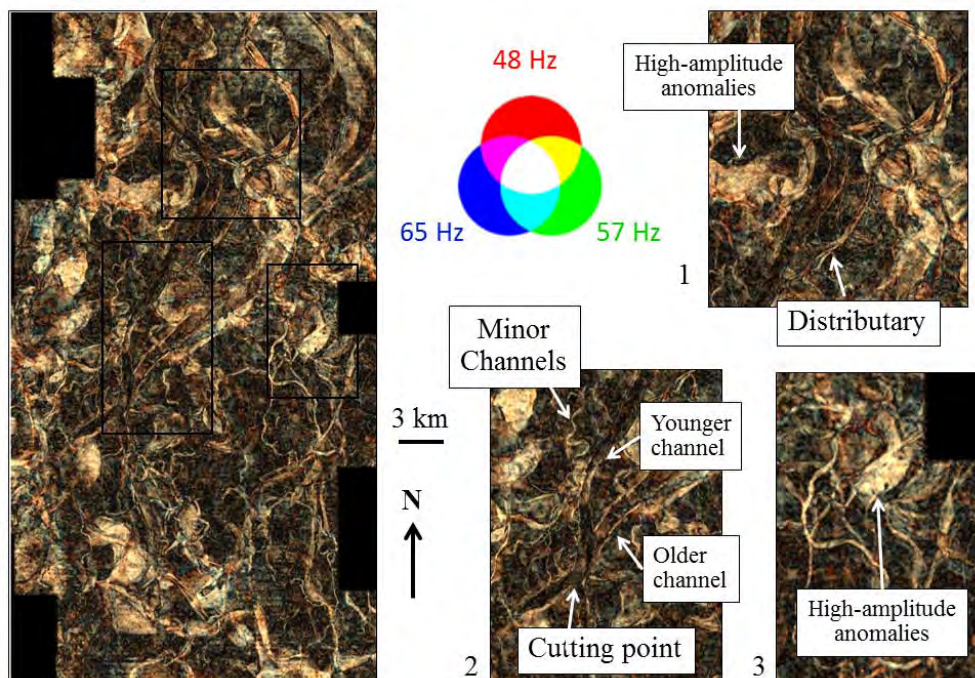 48 Hz
65 Hz
57 Hz
High-amplitude
anomalies
1
Distributary
Minor
Channels
3 km
N
Younger
channel
Older
channel
Cutting point
2
High-amplitude
anomalies
3